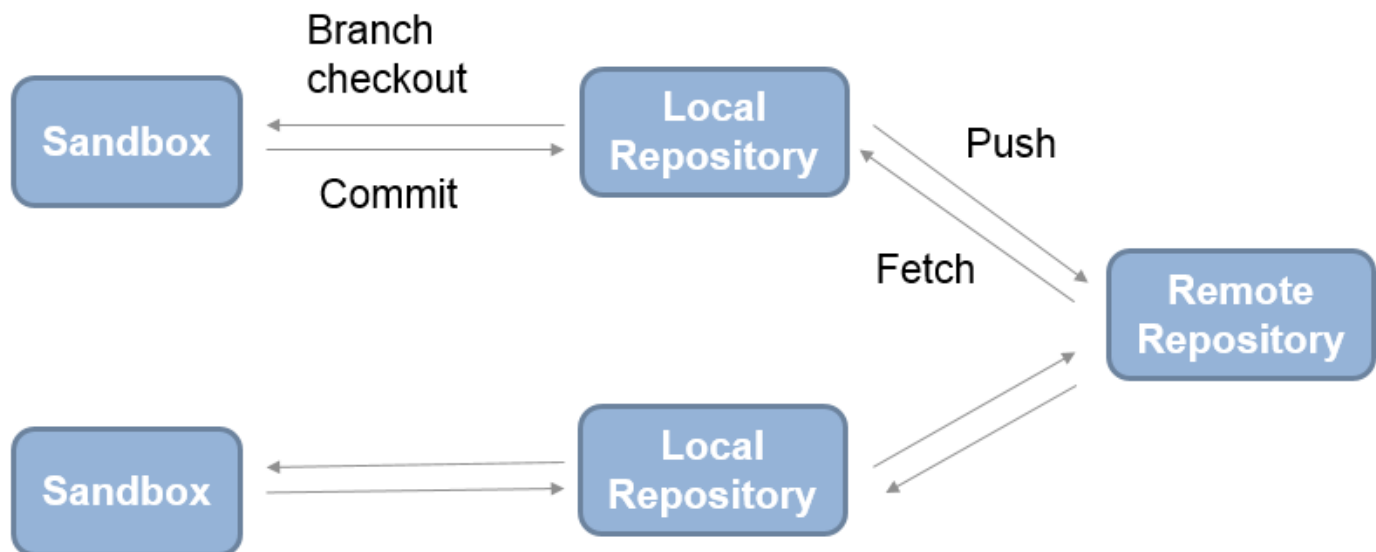 Branch
checkout
Sandbox
Commit
Local
Repository
Push
Fetch
Remote
Repository
Sandbox
Local
Repository